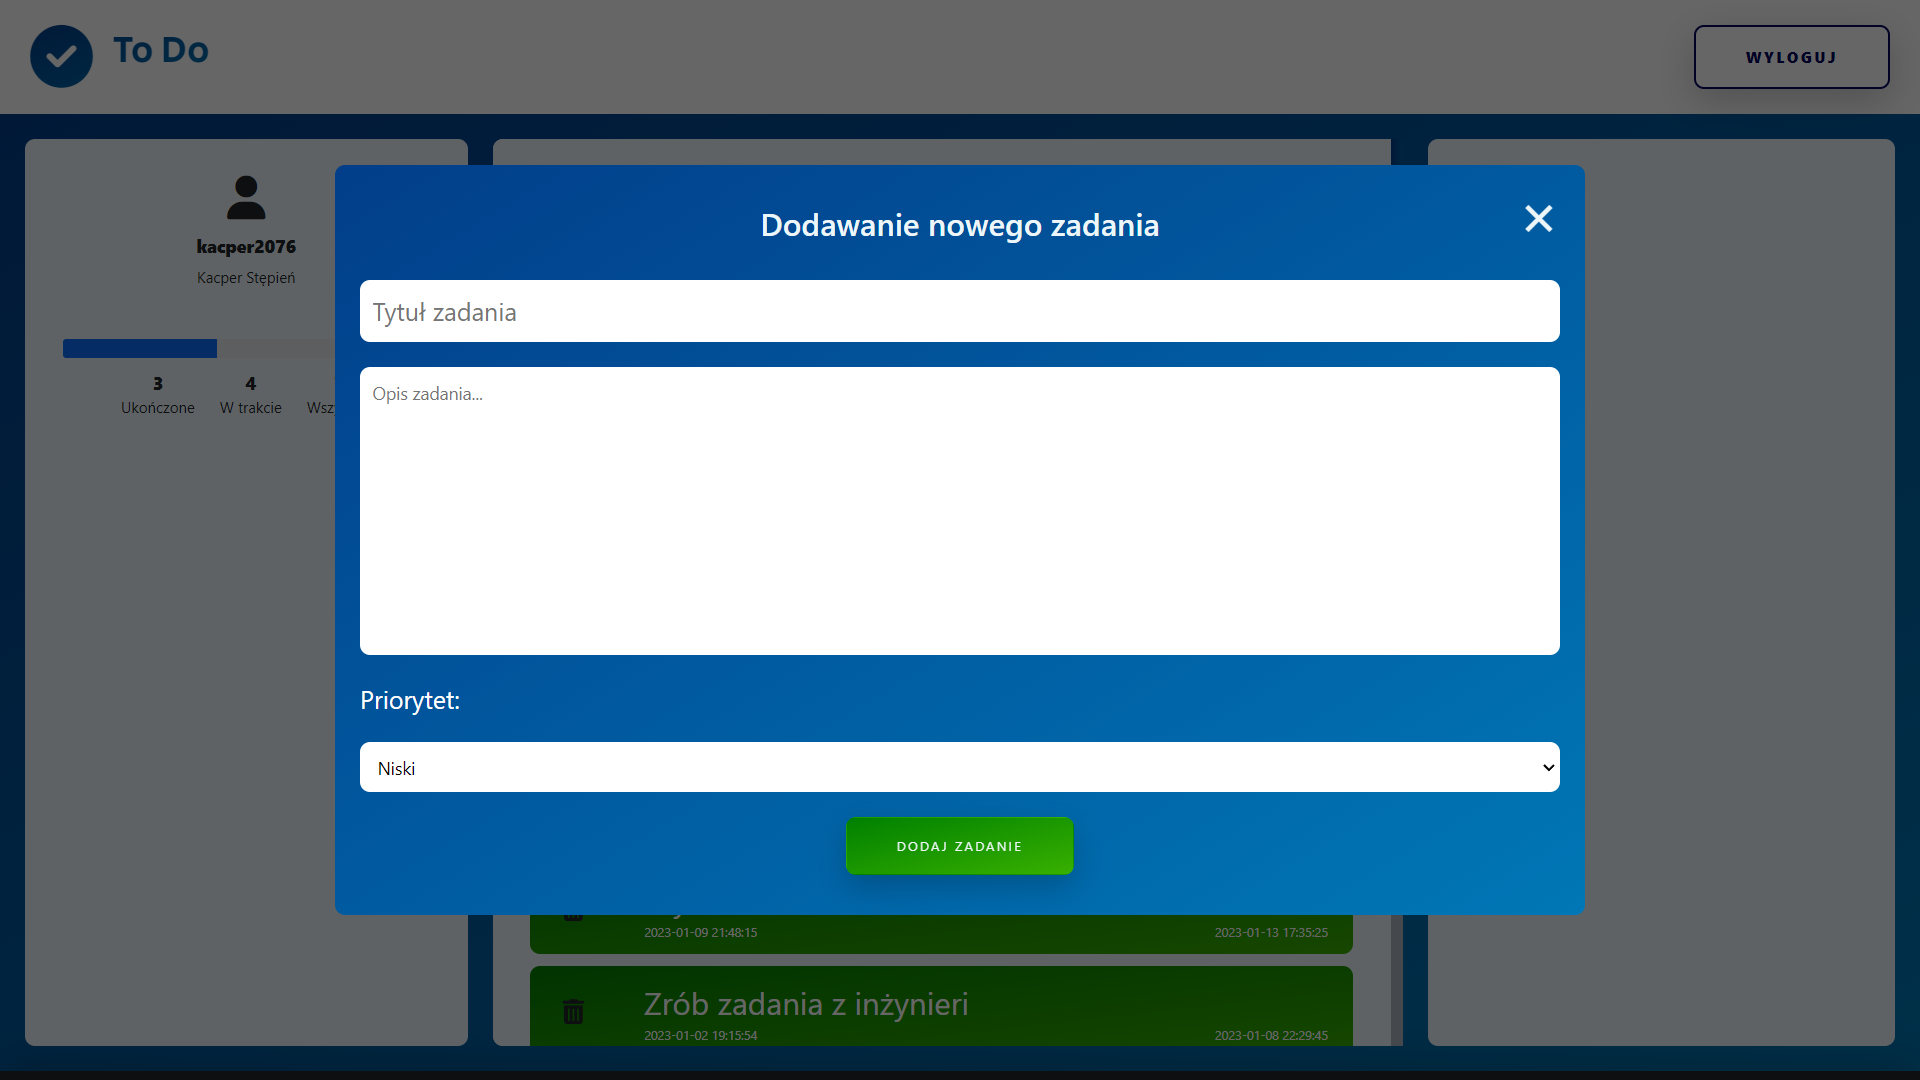 To Do
WYLOGUJ
kacper2076
Kacper Stępień
3
Ukończone
4
W trakcie
Dodawanie nowego zadania
Tytuł zadania
Opis zadania...
Priorytet:
Niski
DODAJ ZADANIE
2023-01-09 21:48:15
2023-01-13 17:35:25
Zrób zadania z inżynieri
2023-01-02 19:15:54
2023-01-08 22:29:45